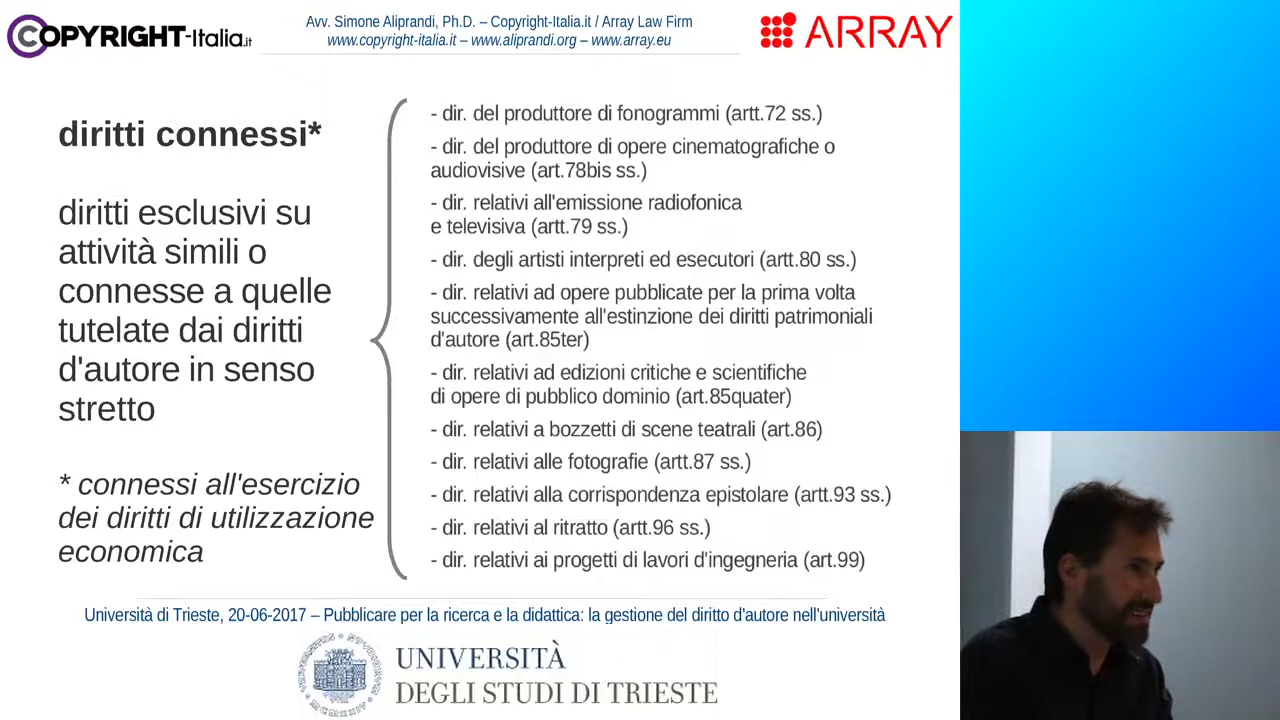 COPYRIGHT-Italia.it
Avv. Simone Aliprandi, Ph.D. – Copyright-Italia.it / Array Law Firm
www.copyright-italia.it – www.aliprandi.org – www.array.eu
ARRAY
diritti connessi*
diritti esclusivi su
attività simili o
connesse a quelle
tutelate dai diritti
d'autore in senso
stretto
* connessi all'esercizio
dei diritti di utilizzazione
economica
- dir. del produttore di fonogrammi (artt.72 ss.)
- dir. del produttore di opere cinematografiche o
audiovisive (art.78bis ss.)
- dir. relativi all'emissione radiofonica
e televisiva (artt.79 ss.)
- dir. degli artisti interpreti ed esecutori (artt.80 ss.)
- dir. relativi ad opere pubblicate per la prima volta
successivamente all'estinzione dei diritti patrimoniali
d'autore (art.85ter)
- dir. relativi ad edizioni critiche e scientifiche
di opere di pubblico dominio (art.85quater)
- dir. relativi a bozzetti di scene teatrali (art.86)
- dir. relativi alle fotografie (artt.87 ss.)
- dir. relativi alla corrispondenza epistolare (artt.93 ss.)
- dir. relativi al ritratto (artt.96 ss.)
- dir. relativi ai progetti di lavori d'ingegneria (art.99)
Università di Trieste, 20-06-2017 – Pubblicare per la ricerca e la didattica: la gestione del diritto d'autore nell'università
UNIVERSITÀ
DEGLI STUDI DI TRIESTE